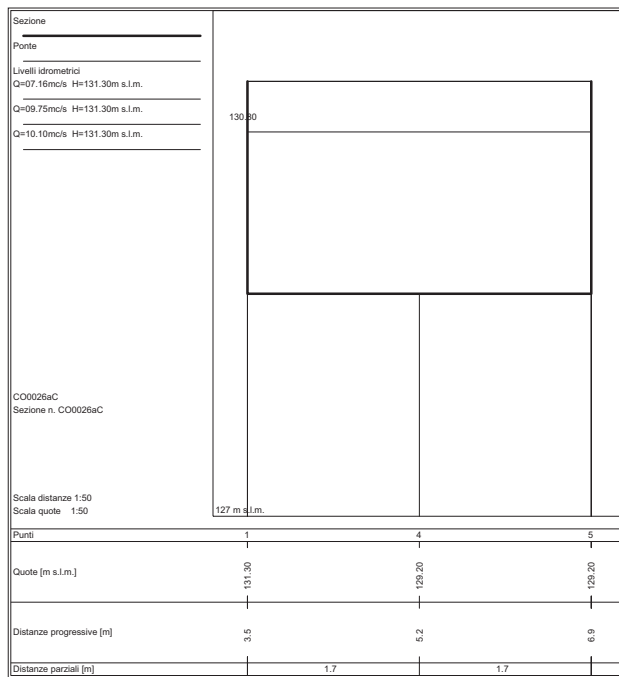 Sezione
Ponte
Livelli idrometrici
Q=07.16mc/s H=131.30m s.l.m.
Q=09.75mc/s H=131.30m s.l.m.
Q=10.10mc/s H=131.30m s.l.m.
130.80
CO0026aC
Sezione n. CO0026aC
Scala distanze 1:50
Scala quote 1:50
127 m s.l.m.
Punti 1 4 5
Quote [m s.l.m.] 131.30 129.20 129.20
Distanze progressive [m] 3.5 5.2 6.9
Distanze parziali [m] 1.7 1.7